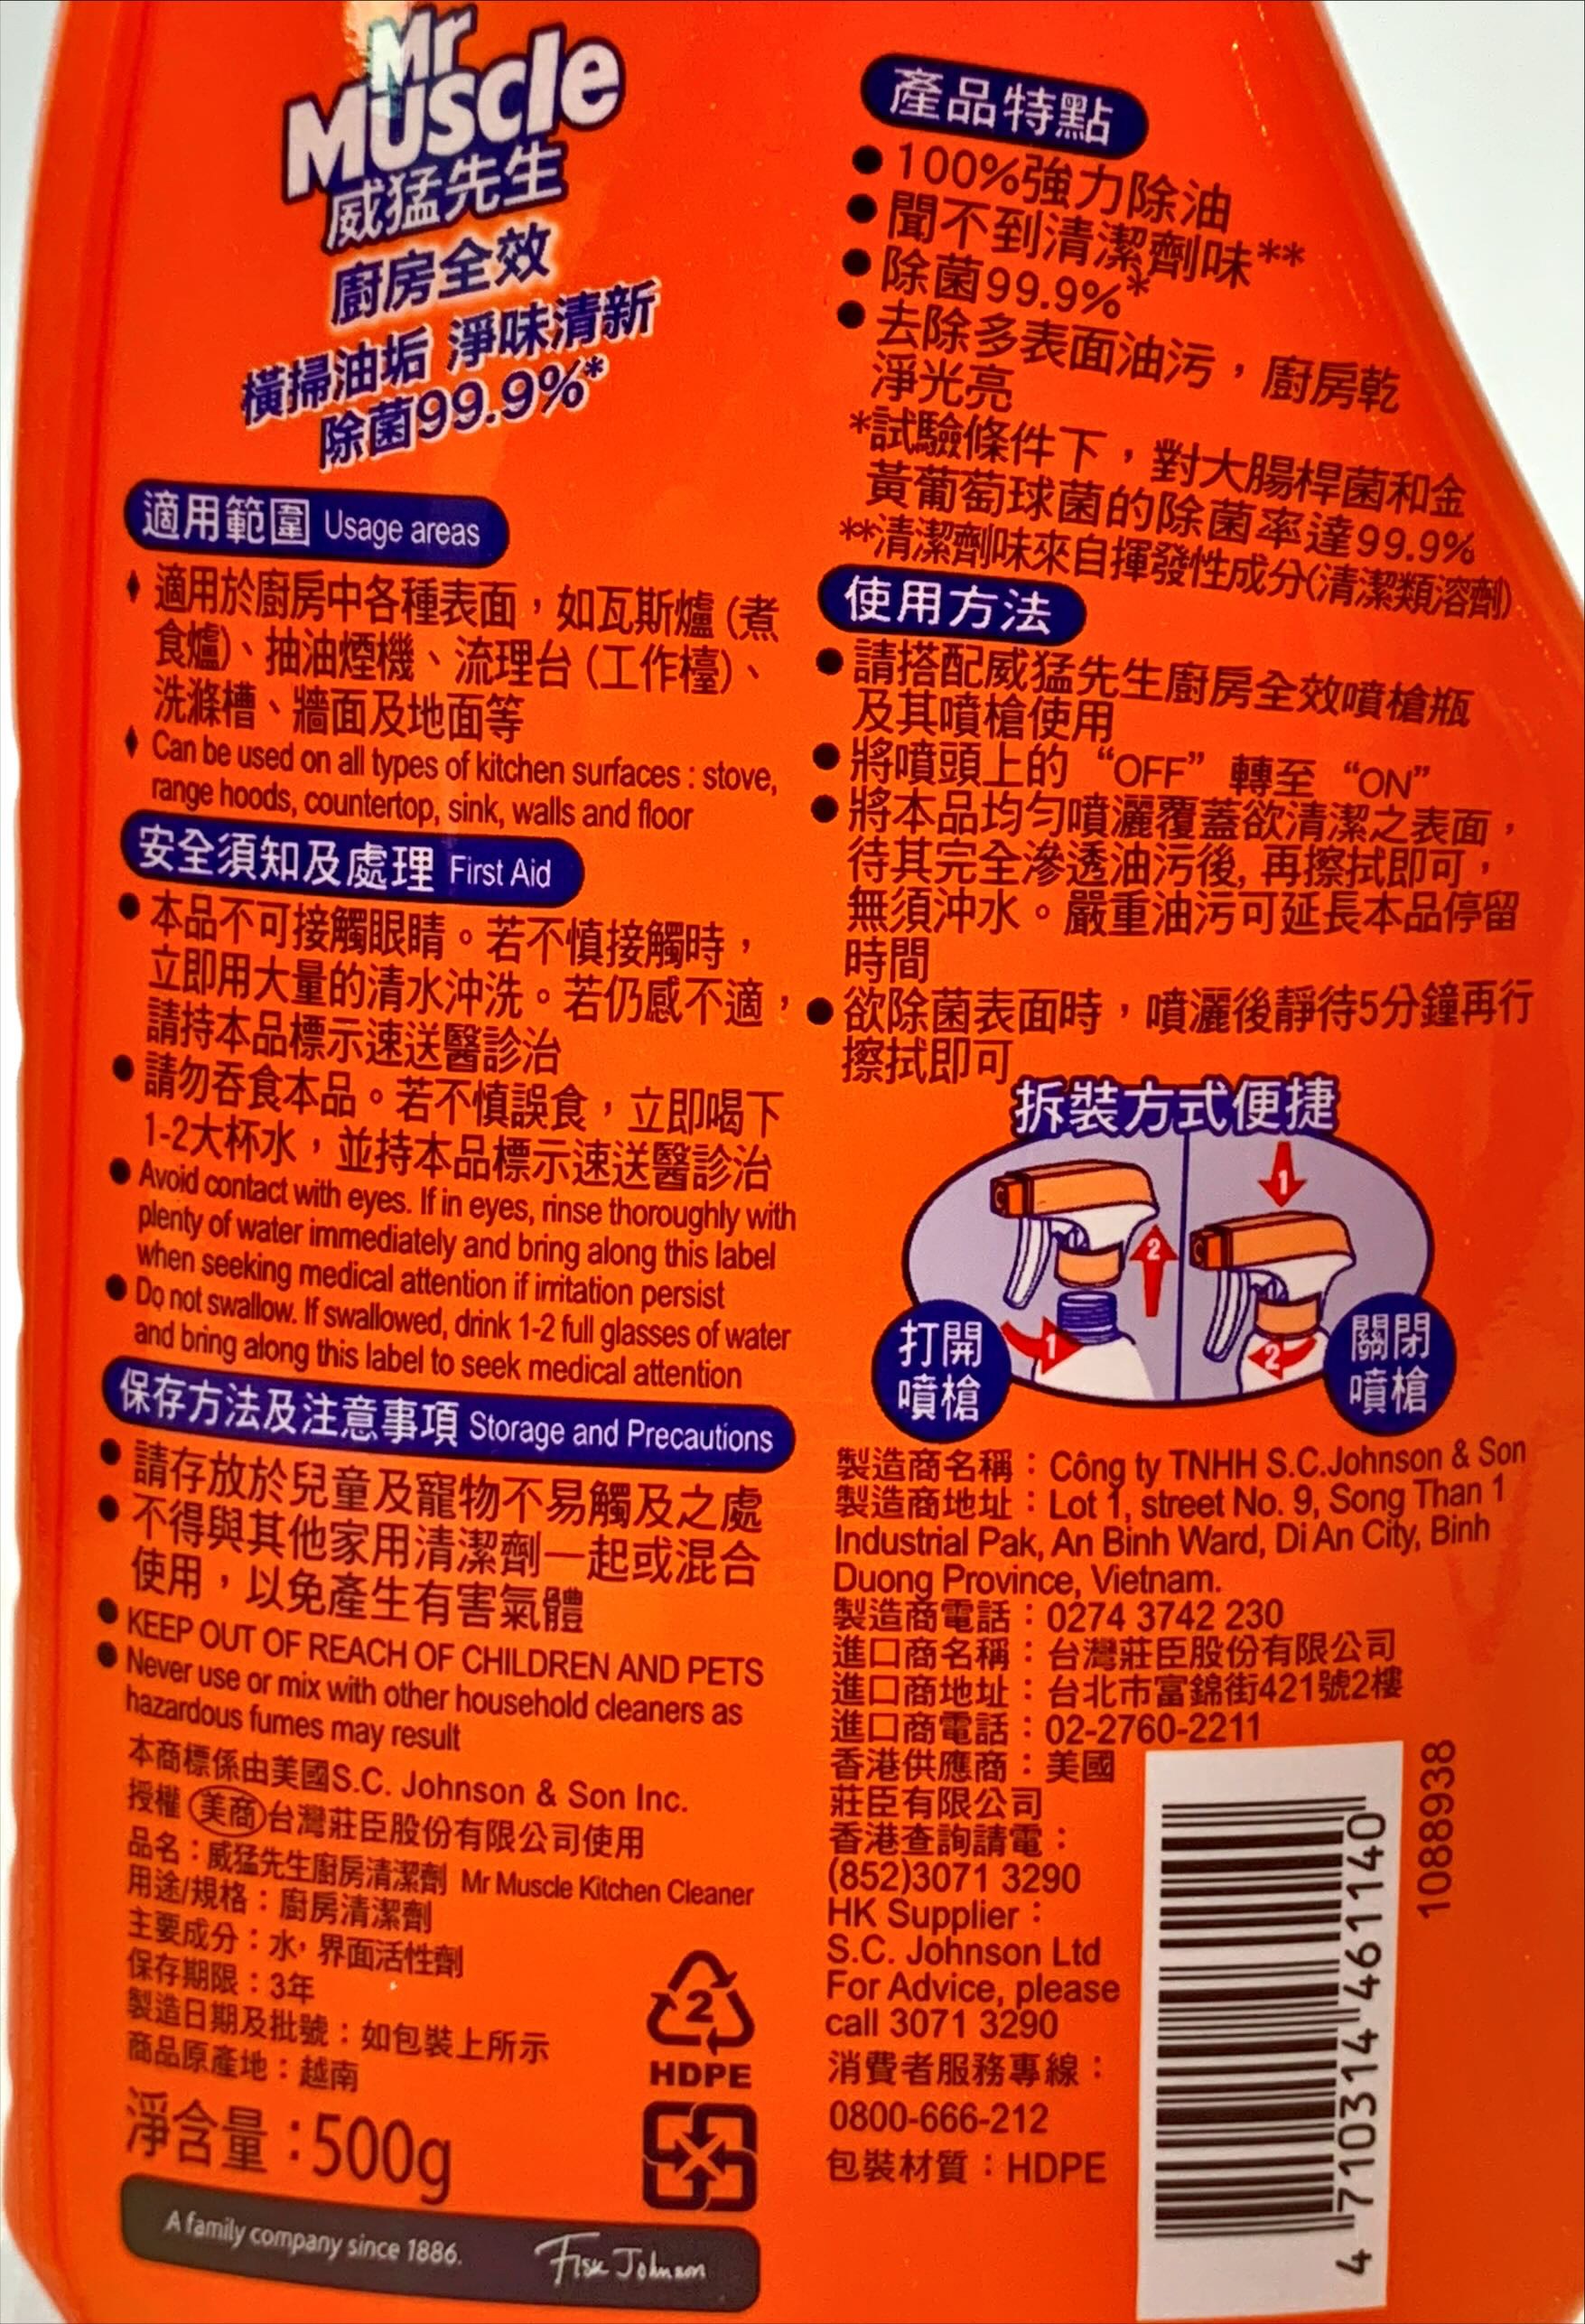 Mr
Muscle
威猛先生
廚房全效
橫掃油垢 淨味清新
除菌99.9%*
適用範圍 Usage areas
♦ 適用於廚房中各種表面，如瓦斯爐 (煮
食爐)、抽油煙機、流理台 (工作檯)、
洗滌槽、牆面及地面等
♦ Can be used on all types of kitchen surfaces : stove,
range hoods, countertop, sink, walls and floor
安全須知及處理 First Aid
● 本品不可接觸眼睛。若不慎接觸時，
立即用大量的清水沖洗。若仍感不適，
請持本品標示速送醫診治
● 請勿吞食本品。若不慎誤食，立即喝下
1-2大杯水，並持本品標示速送醫診治
● Avoid contact with eyes. If in eyes, rinse thoroughly with
plenty of water immediately and bring along this label
when seeking medical attention if irritation persist
● Do not swallow. If swallowed, drink 1-2 full glasses of water
and bring along this label to seek medical attention
保存方法及注意事項 Storage and Precautions
● 請存放於兒童及寵物不易觸及之處
● 不得與其他家用清潔劑一起或混合
使用，以免產生有害氣體
● KEEP OUT OF REACH OF CHILDREN AND PETS
● Never use or mix with other household cleaners as
hazardous fumes may result
本商標係由美國S.C. Johnson & Son Inc.
授權 美商 台灣莊臣股份有限公司使用
品名：威猛先生廚房清潔劑 Mr Muscle Kitchen Cleaner
用途/規格：廚房清潔劑
主要成分：水，界面活性劑
保存期限：3年
製造日期及批號：如包裝上所示
商品原產地：越南
淨含量：500g
2
HDPE
A family company since 1886.
Fisk Johnson
產品特點
● 100%強力除油
● 聞不到清潔劑味**
● 除菌99.9%*
● 去除多表面油污，廚房乾
淨光亮
*試驗條件下，對大腸桿菌和金
黃葡萄球菌的除菌率達99.9%
**清潔劑味來自揮發性成分(清潔類溶劑)
使用方法
● 請搭配威猛先生廚房全效噴槍瓶
及其噴槍使用
● 將噴頭上的“OFF”轉至“ON”
● 將本品均勻噴灑覆蓋欲清潔之表面，
待其完全滲透油污後, 再擦拭即可，
無須沖水。嚴重油污可延長本品停留
時間
● 欲除菌表面時，噴灑後靜待5分鐘再行
擦拭即可
拆裝方式便捷
1
2
1
2
打開
噴槍
關閉
噴槍
製造商名稱：Công ty TNHH S.C.Johnson & Son
製造商地址：Lot 1, street No. 9, Song Than 1
Industrial Pak, An Binh Ward, Di An City, Binh
Duong Province, Vietnam.
製造商電話：0274 3742 230
進口商名稱：台灣莊臣股份有限公司
進口商地址：台北市富錦街421號2樓
進口商電話：02-2760-2211
香港供應商：美國
莊臣有限公司
香港查詢請電：
(852)3071 3290
HK Supplier：
S.C. Johnson Ltd
For Advice, please
call 3071 3290
消費者服務專線：
0800-666-212
包裝材質：HDPE
4 710314 461140
1088938